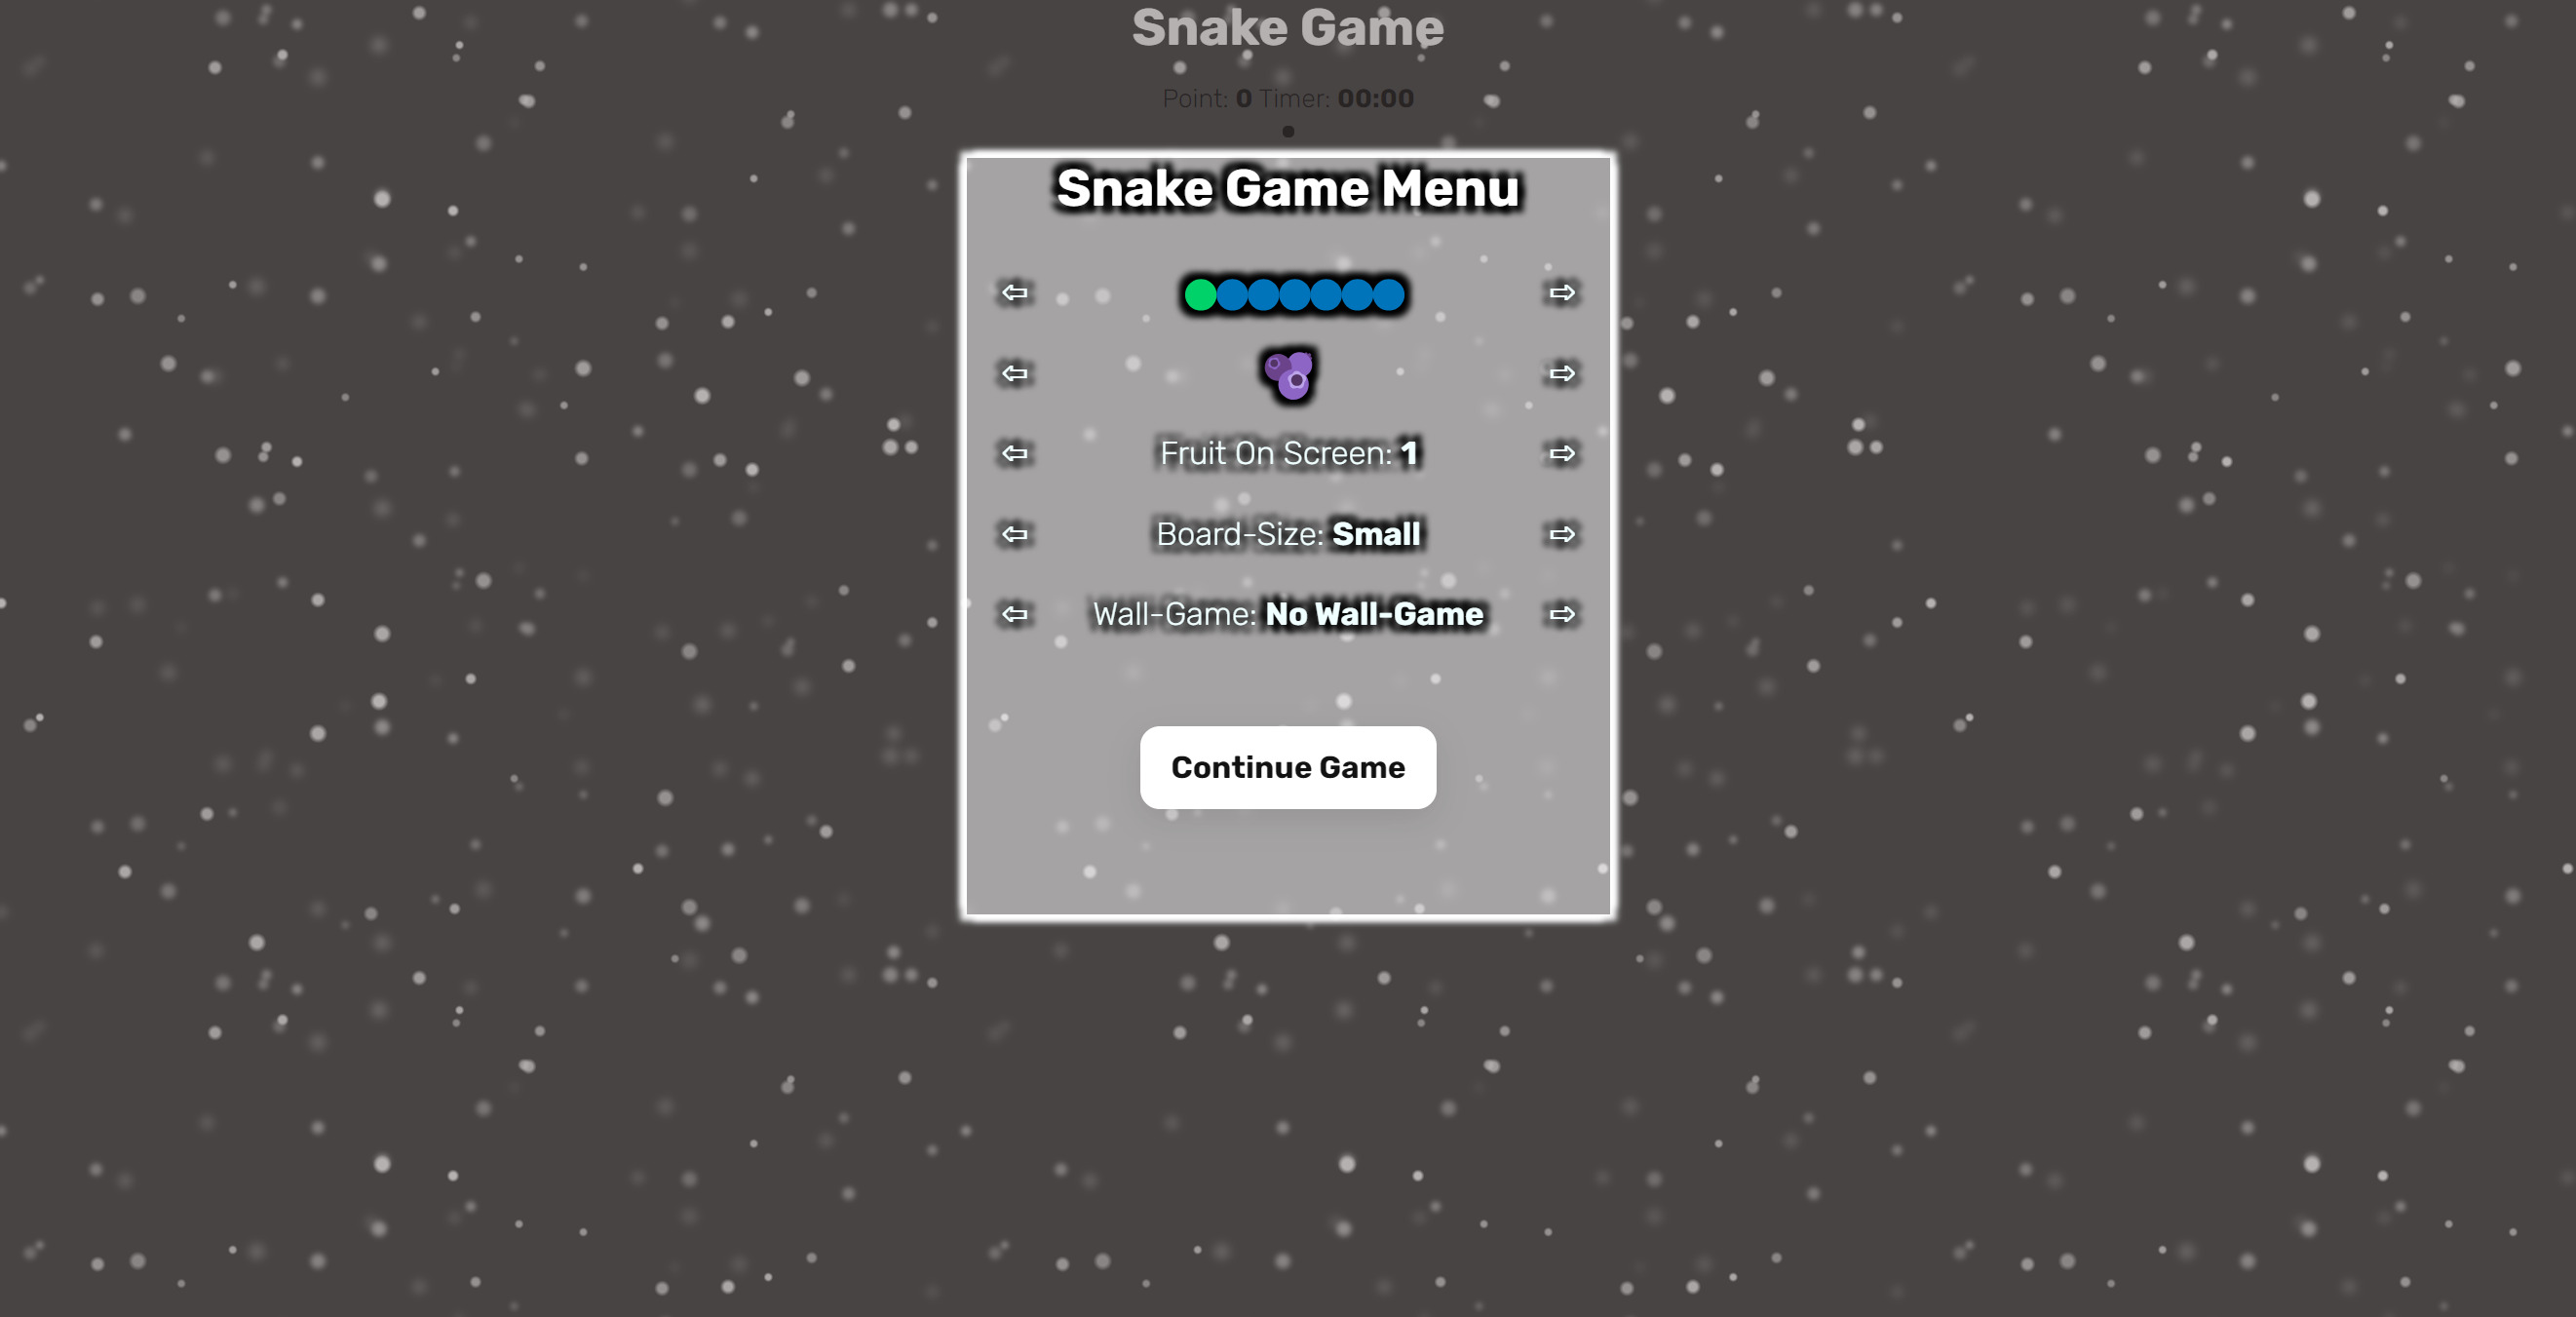 Snake Game
Point: 0 Timer: 00:00
Snake Game Menu
⇦ ⇨
⇦ ⇨
⇦ Fruit On Screen: 1 ⇨
⇦ Board-Size: Small ⇨
⇦ Wall-Game: No Wall-Game ⇨
Continue Game